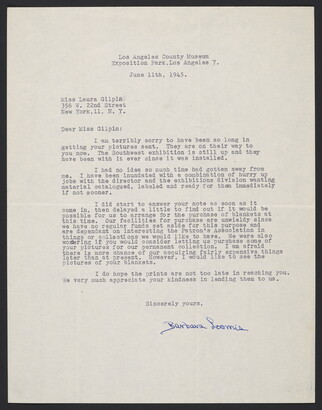 Los Angeles County Museum
Exposition Park, Los Angeles 7.
June 11th, 1945.
Miss Laura Gilpin
356 W. 22nd Street
New York,11, N. Y.
Dear Miss Gilpin:
I am terribly sorry to have been so long in
getting your pictures sent. They are on their way to
you now. The Southwest exhibition is still up and they
have been with it ever since it was installed.
I had no idea so much time had gotten away from
me. I have been inundated with a combination of hurry up
jobs with the director and the exhibitions division wanting
material catalogued, labeled and ready for them immediately
if not sooner.
I did start to answer your note as soon as it
came in, then delayed a little to find out if it would be
possible for us to arrange for the purchase of blankets at
this time. Our facilities for purchase are unwieldy since
we have no regular funds set aside for this purpose and
are dependant on interesting the Patron's Association in
things or collections we would like to have. We were also
wondering if you would consider letting us purchase some of
your pictures for our permanent collection. I am afraid
there is more chance of our acquiring fairly expensive things
later than at present. However, I would like to see the
pictures of your blankets.
I do hope the prints are not too late in reaching you.
We very much appreciate your kindness in lending them to us.
Sincerely yours,
Barbara Loomis